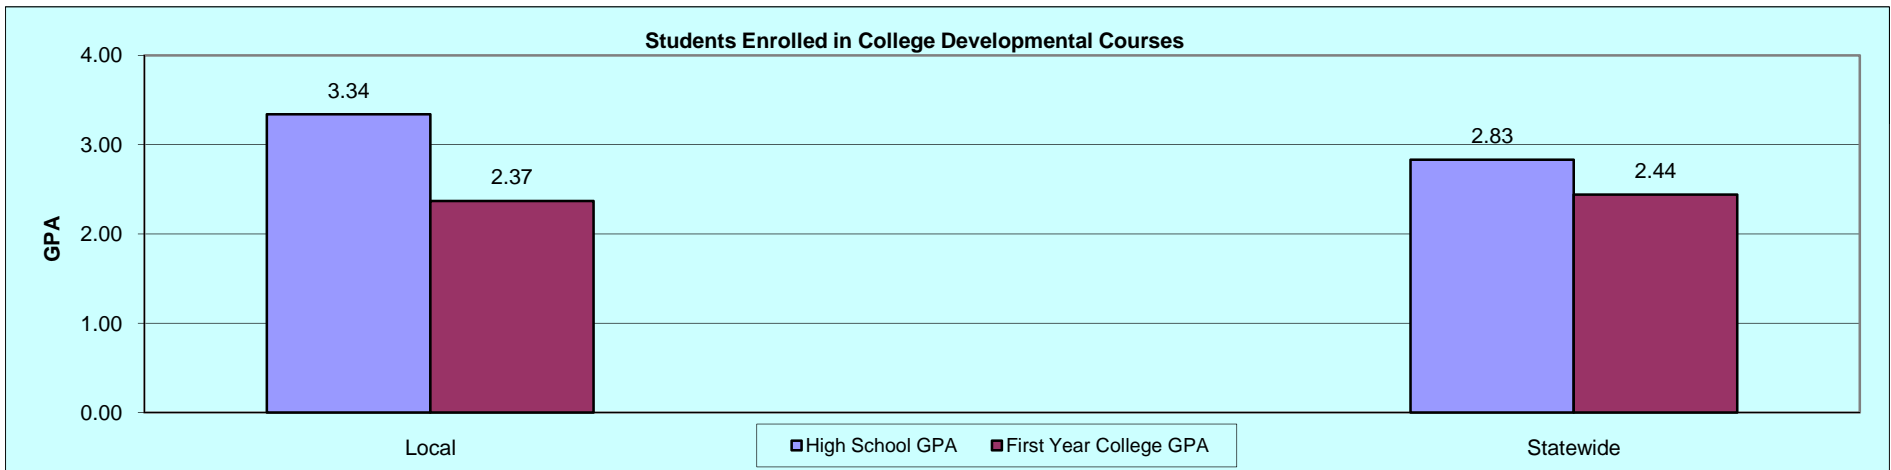 Students Enrolled in College Developmental Courses
4.00
3.00
2.00
1.00
0.00
GPA
3.34
2.37
2.83
2.44
Local
Statewide
High School GPA
First Year College GPA